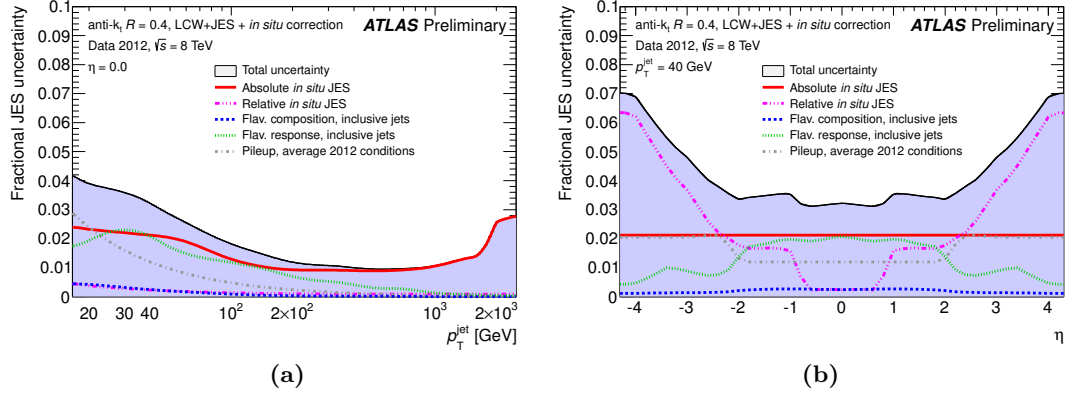 anti-kₜ R = 0.4, LCW+JES + in situ correction
ATLAS Preliminary
Data 2012, √s = 8 TeV
η = 0.0
Total uncertainty
Absolute in situ JES
Relative in situ JES
Flav. composition, inclusive jets
Flav. response, inclusive jets
Pileup, average 2012 conditions
Fractional JES uncertainty
0.1
0.09
0.08
0.07
0.06
0.05
0.04
0.03
0.02
0.01
0
20 30 40 10² 2×10² 10³ 2×10³
p_T^jet [GeV]
(a)
anti-kₜ R = 0.4, LCW+JES + in situ correction
ATLAS Preliminary
Data 2012, √s = 8 TeV
p_T^jet = 40 GeV
Total uncertainty
Absolute in situ JES
Relative in situ JES
Flav. composition, inclusive jets
Flav. response, inclusive jets
Pileup, average 2012 conditions
Fractional JES uncertainty
0.1
0.09
0.08
0.07
0.06
0.05
0.04
0.03
0.02
0.01
0
-4 -3 -2 -1 0 1 2 3 4
η
(b)